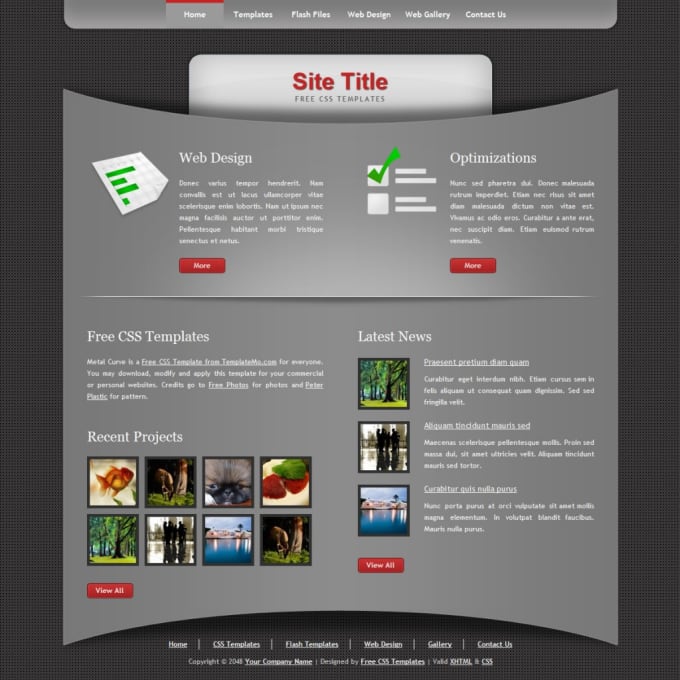 Home Templates Flash Files Web Design Web Gallery Contact Us
Site Title
FREE CSS TEMPLATES
Web Design
Donec varius tempor hendrerit. Nam
convallis est ut lacus ullamcorper vitae
scelerisque enim lobortis. Nam ut ipsum nec
magna facilisis auctor ut porttitor enim.
Pellentesque habitant morbi tristique
senectus et netus.
More
Optimizations
Nunc sed pharetra dui. Donec malesuada
rutrum imperdiet. Etiam nec risus sit amet
diam malesuada dictum non vitae est.
Vivamus ac odio eros. Curabitur a ante erat,
nec suscipit diam. Etiam euismod rutrum
venenatis.
More
Free CSS Templates
Metal Curve is a Free CSS Template from TemplateMo.com for everyone.
You may download, modify and apply this template for your commercial
or personal websites. Credits go to Free Photos for photos and Peter
Plastic for pattern.
Recent Projects
View All
Latest News
Praesent pretium diam quam
Curabitur eget interdum nibh. Etiam cursus sem in
felis aliquam ut consequat quam dignissim. Sed sed
fringilla velit.
Aliquam tincidunt mauris sed
Maecenas scelerisque pellentesque mollis. Proin sed
massa dui, sit amet ultricies velit. Aliquam tincidunt
mauris sed tortor.
Curabitur quis nulla purus
Nunc porta purus at orci vulputate sit amet mollis
magna elementum. In volutpat blandit faucibus.
Mauris nulla purus.
View All
Home | CSS Templates | Flash Templates | Web Design | Gallery | Contact Us
Copyright © 2048 Your Company Name | Designed by Free CSS Templates | Valid XHTML & CSS